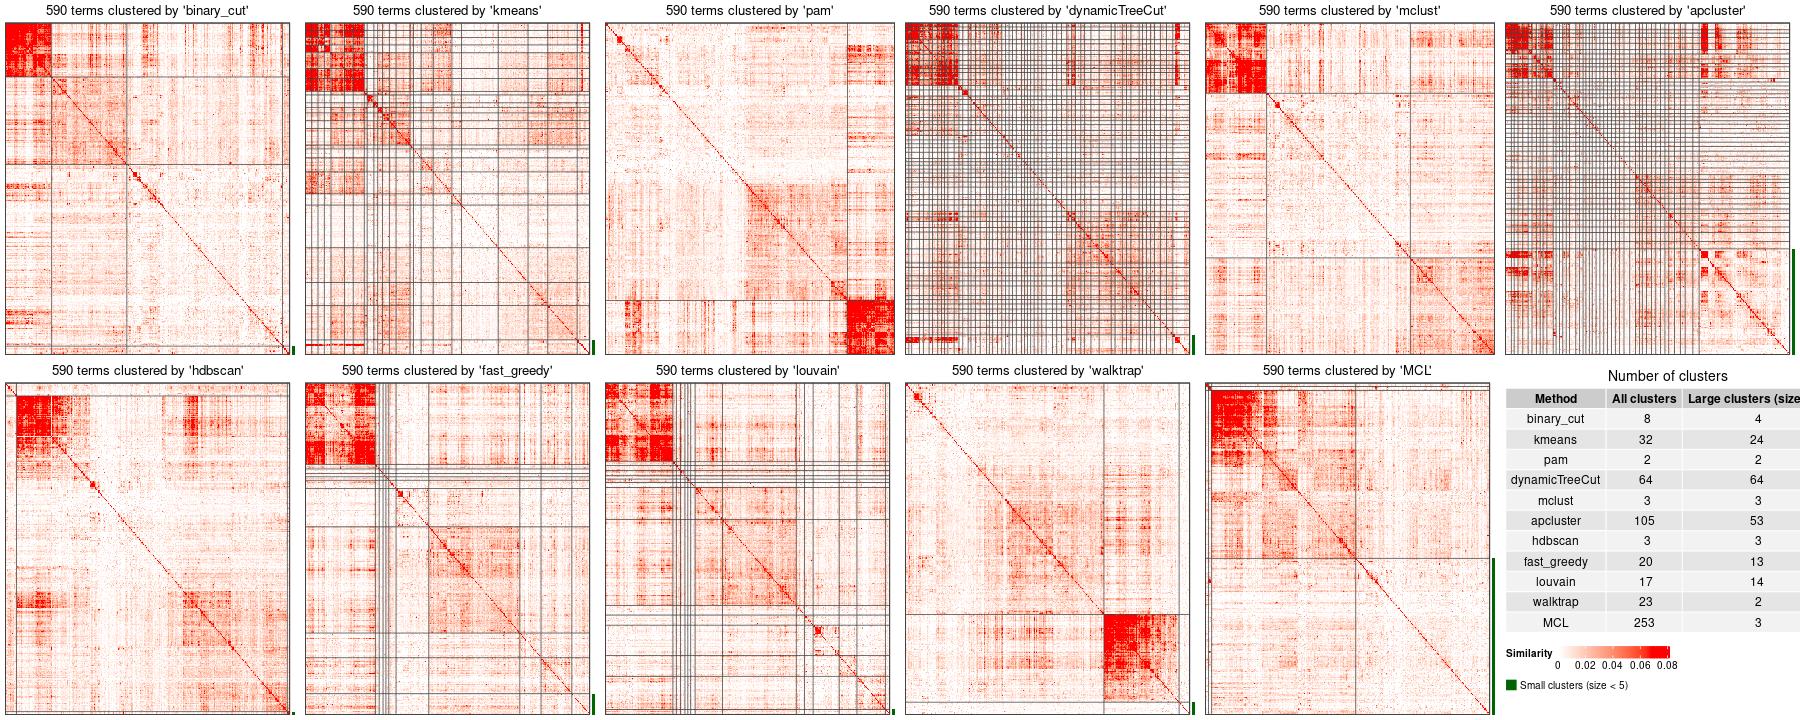 590 terms clustered by 'binary_cut'
590 terms clustered by 'kmeans'
590 terms clustered by 'pam'
590 terms clustered by 'dynamicTreeCut'
590 terms clustered by 'mclust'
590 terms clustered by 'apcluster'
590 terms clustered by 'hdbscan'
590 terms clustered by 'fast_greedy'
590 terms clustered by 'louvain'
590 terms clustered by 'walktrap'
590 terms clustered by 'MCL'
Number of clusters
Method All clusters Large clusters (size
binary_cut 8 4
kmeans 32 24
pam 2 2
dynamicTreeCut 64 64
mclust 3 3
apcluster 105 53
hdbscan 3 3
fast_greedy 20 13
louvain 17 14
walktrap 23 2
MCL 253 3
Similarity
0 0.02 0.04 0.06 0.08
Small clusters (size < 5)